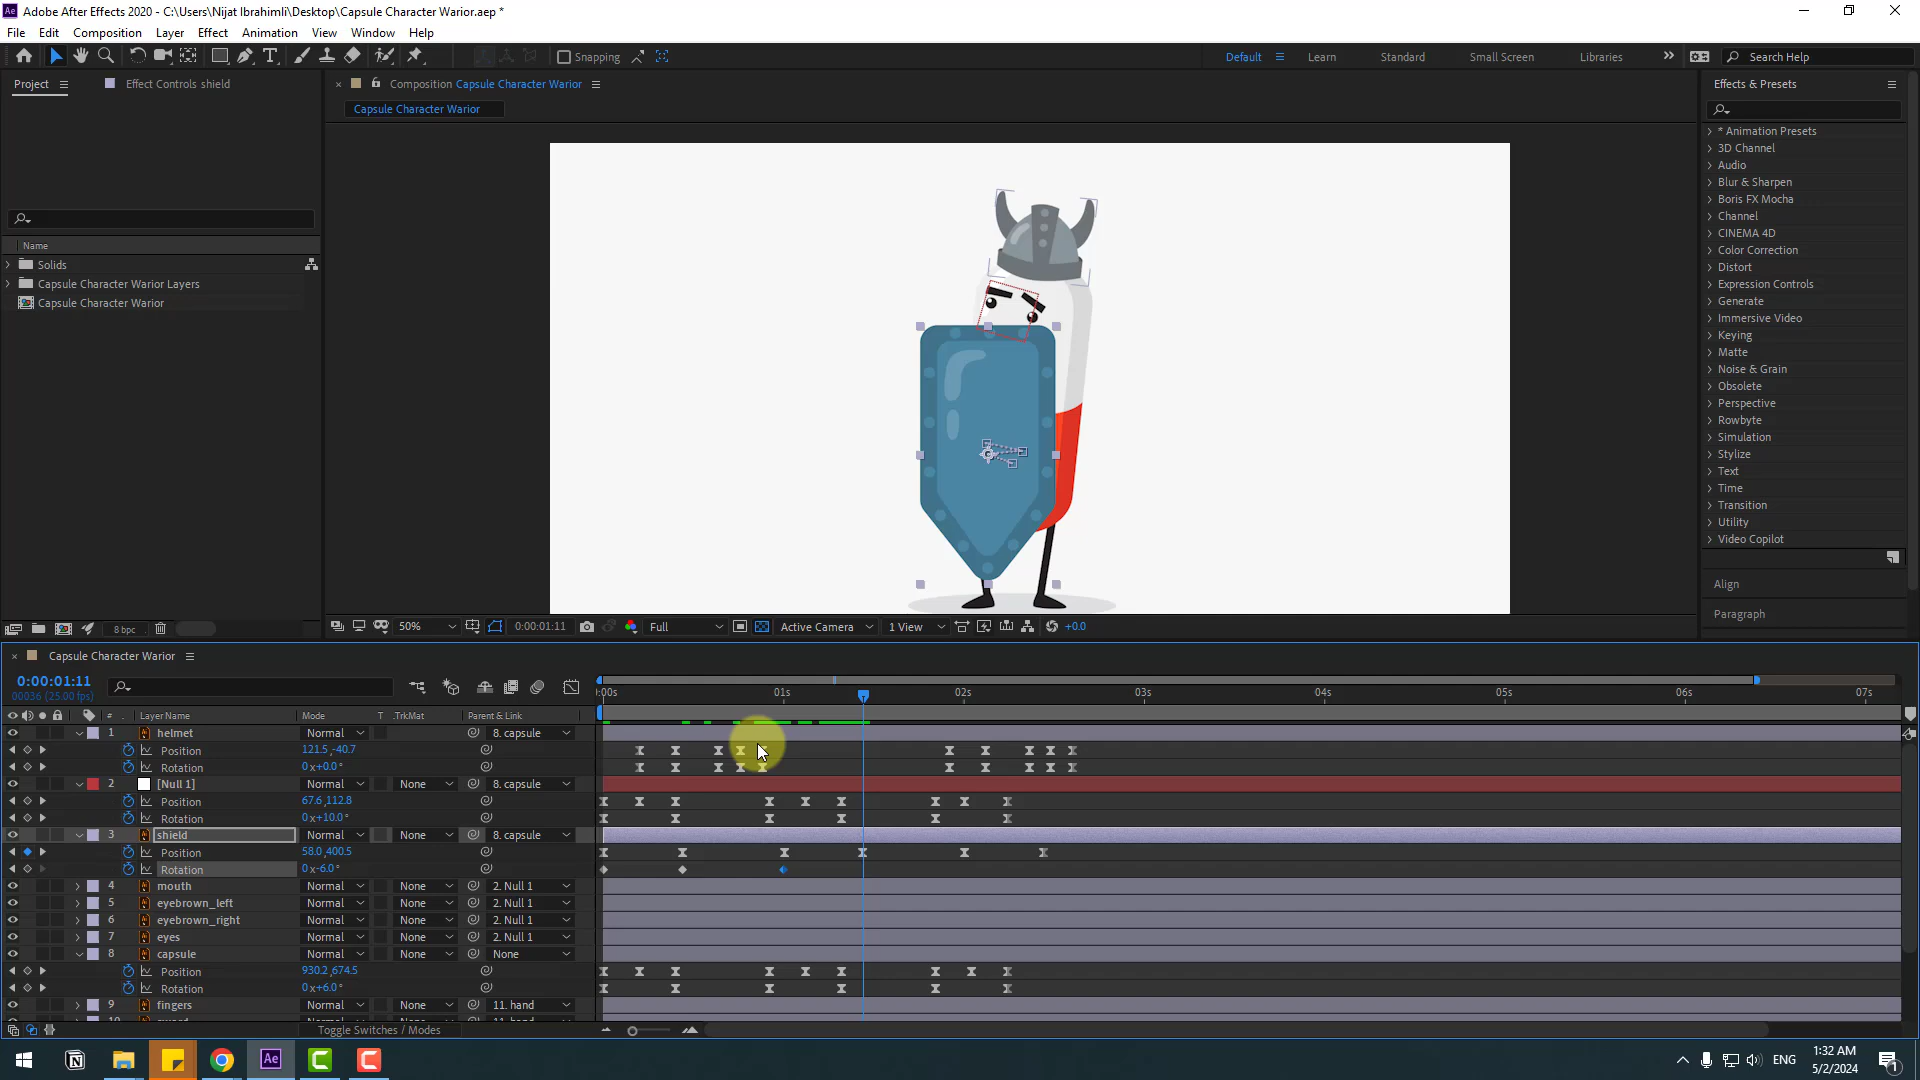 Adobe After Effects 2020 - C:\Users\Nijat Ibrahimli\Desktop\Capsule Character Warior.aep *
File Edit Composition Layer Effect Animation View Window Help
Snapping Default Learn Standard Small Screen Libraries Search Help
Project Effect Controls shield Composition Capsule Character Warior Effects & Presets
Capsule Character Warior
* Animation Presets
3D Channel
Audio
Blur & Sharpen
Boris FX Mocha
Channel
CINEMA 4D
Color Correction
Distort
Expression Controls
Generate
Immersive Video
Keying
Matte
Noise & Grain
Obsolete
Perspective
Rowbyte
Simulation
Stylize
Text
Time
Transition
Utility
Video Copilot
Align
Paragraph
Name
Solids
Capsule Character Warior Layers
Capsule Character Warior
8 bpc 50% 0:00:01:11 Full Active Camera 1 View +0.0
Capsule Character Warior
0:00:01:11
00036 (25.00 fps)
:00s 01s 02s 03s 04s 05s 06s 07s
# Layer Name Mode T .TrkMat Parent & Link
1 helmet Normal None 8. capsule
Position 121.5,-40.7
Rotation 0x+0.0°
2 [Null 1] Normal None 8. capsule
Position 67.6,112.8
Rotation 0x+10.0°
3 shield Normal None 8. capsule
Position 58.0,400.5
Rotation 0x-6.0°
4 mouth Normal None 2. Null 1
5 eyebrown_left Normal None 2. Null 1
6 eyebrown_right Normal None 2. Null 1
7 eyes Normal None 2. Null 1
8 capsule Normal None None
Position 930.2,674.5
Rotation 0x+6.0°
9 fingers Normal None 11. hand
Toggle Switches / Modes
ENG
1:32 AM
5/2/2024
1